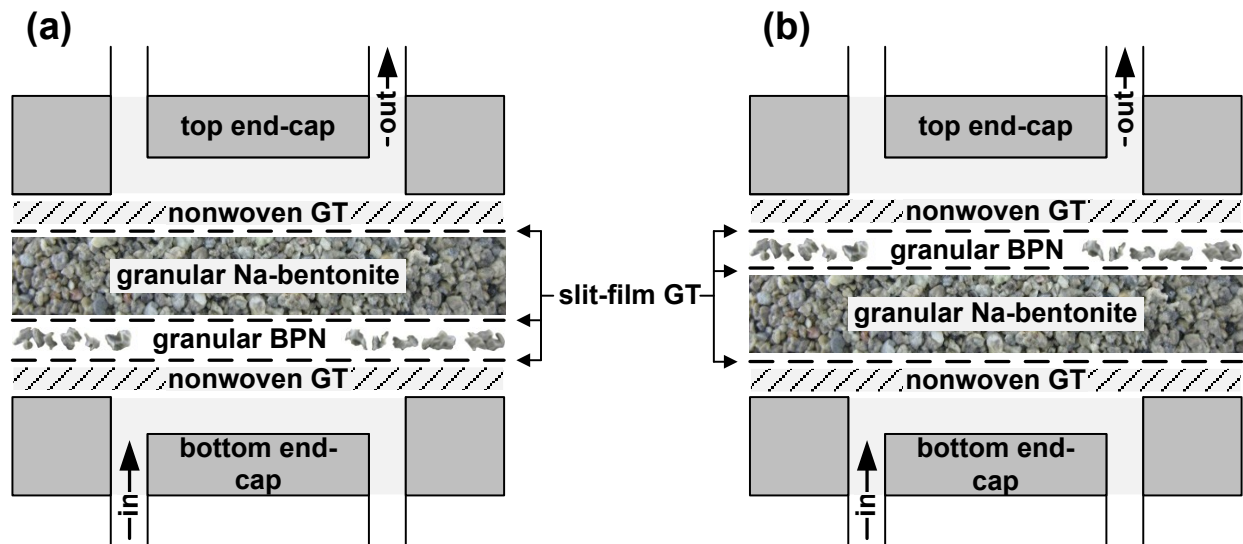 (a)
out
top end-cap
nonwoven GT
granular Na-bentonite
granular BPN
nonwoven GT
bottom end-
cap
in
slit-film GT
(b)
out
top end-cap
nonwoven GT
granular BPN
granular Na-bentonite
nonwoven GT
bottom end-
cap
in